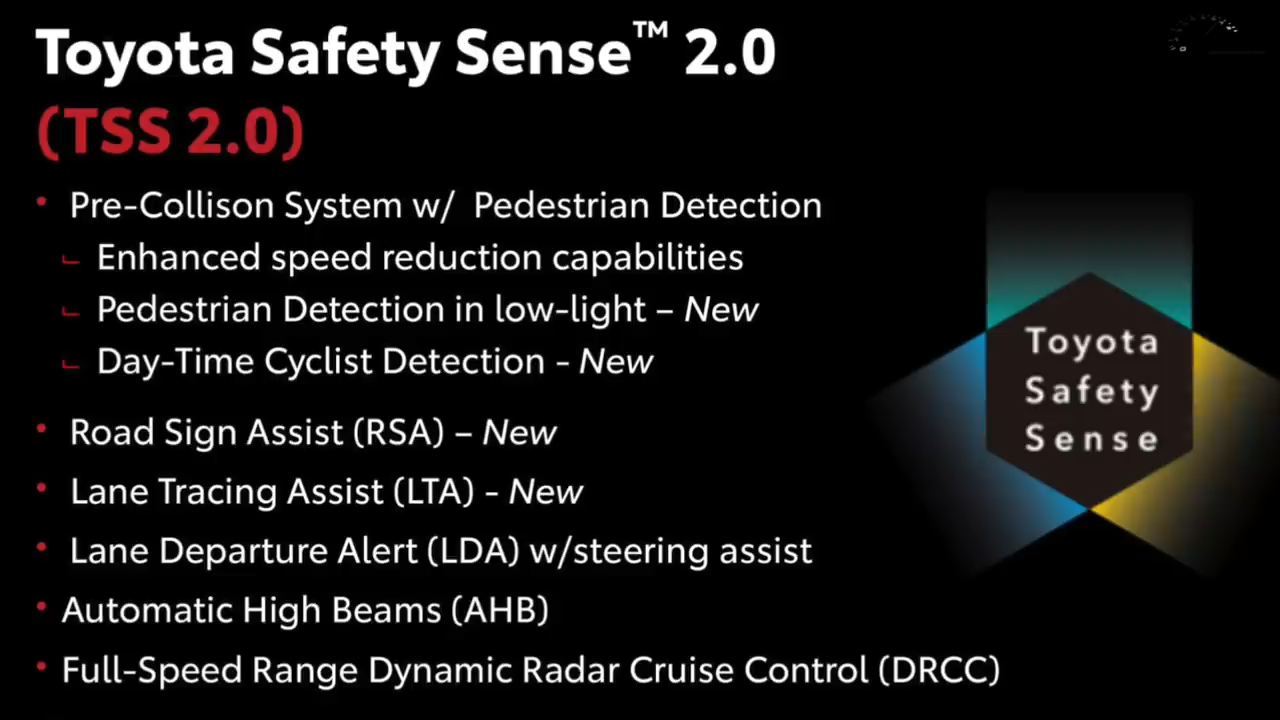 Toyota Safety Sense™ 2.0
(TSS 2.0)
• Pre-Collison System w/ Pedestrian Detection
Enhanced speed reduction capabilities
Pedestrian Detection in low-light – New
Day-Time Cyclist Detection - New
• Road Sign Assist (RSA) – New
• Lane Tracing Assist (LTA) - New
• Lane Departure Alert (LDA) w/steering assist
• Automatic High Beams (AHB)
• Full-Speed Range Dynamic Radar Cruise Control (DRCC)
Toyota
Safety
Sense